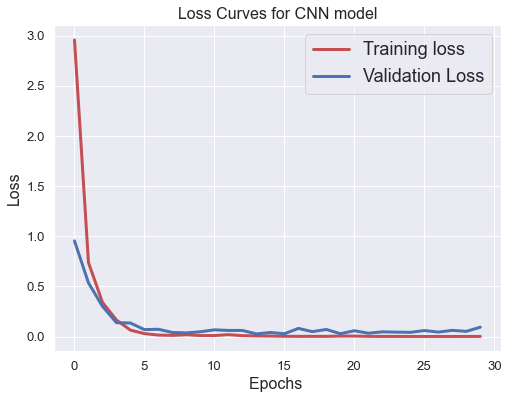 Loss Curves for CNN model
Training loss
Validation Loss
Loss
3.0
2.5
2.0
1.5
1.0
0.5
0.0
0 5 10 15 20 25 30
Epochs